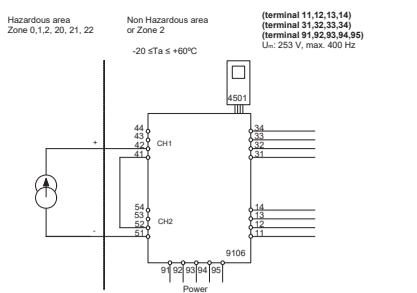 Hazardous area
Zone 0,1,2, 20, 21, 22
Non Hazardous area
or Zone 2
-20 ≤Ta ≤ +60ºC
(terminal 11,12,13,14)
(terminal 31,32,33,34)
(terminal 91,92,93,94,95)
Um: 253 V, max. 400 Hz
4501
+
44
43
42
41
CH1
34
33
32
31
54
53
52
51
CH2
-
14
13
12
11
9106
91 92 93 94 95
Power